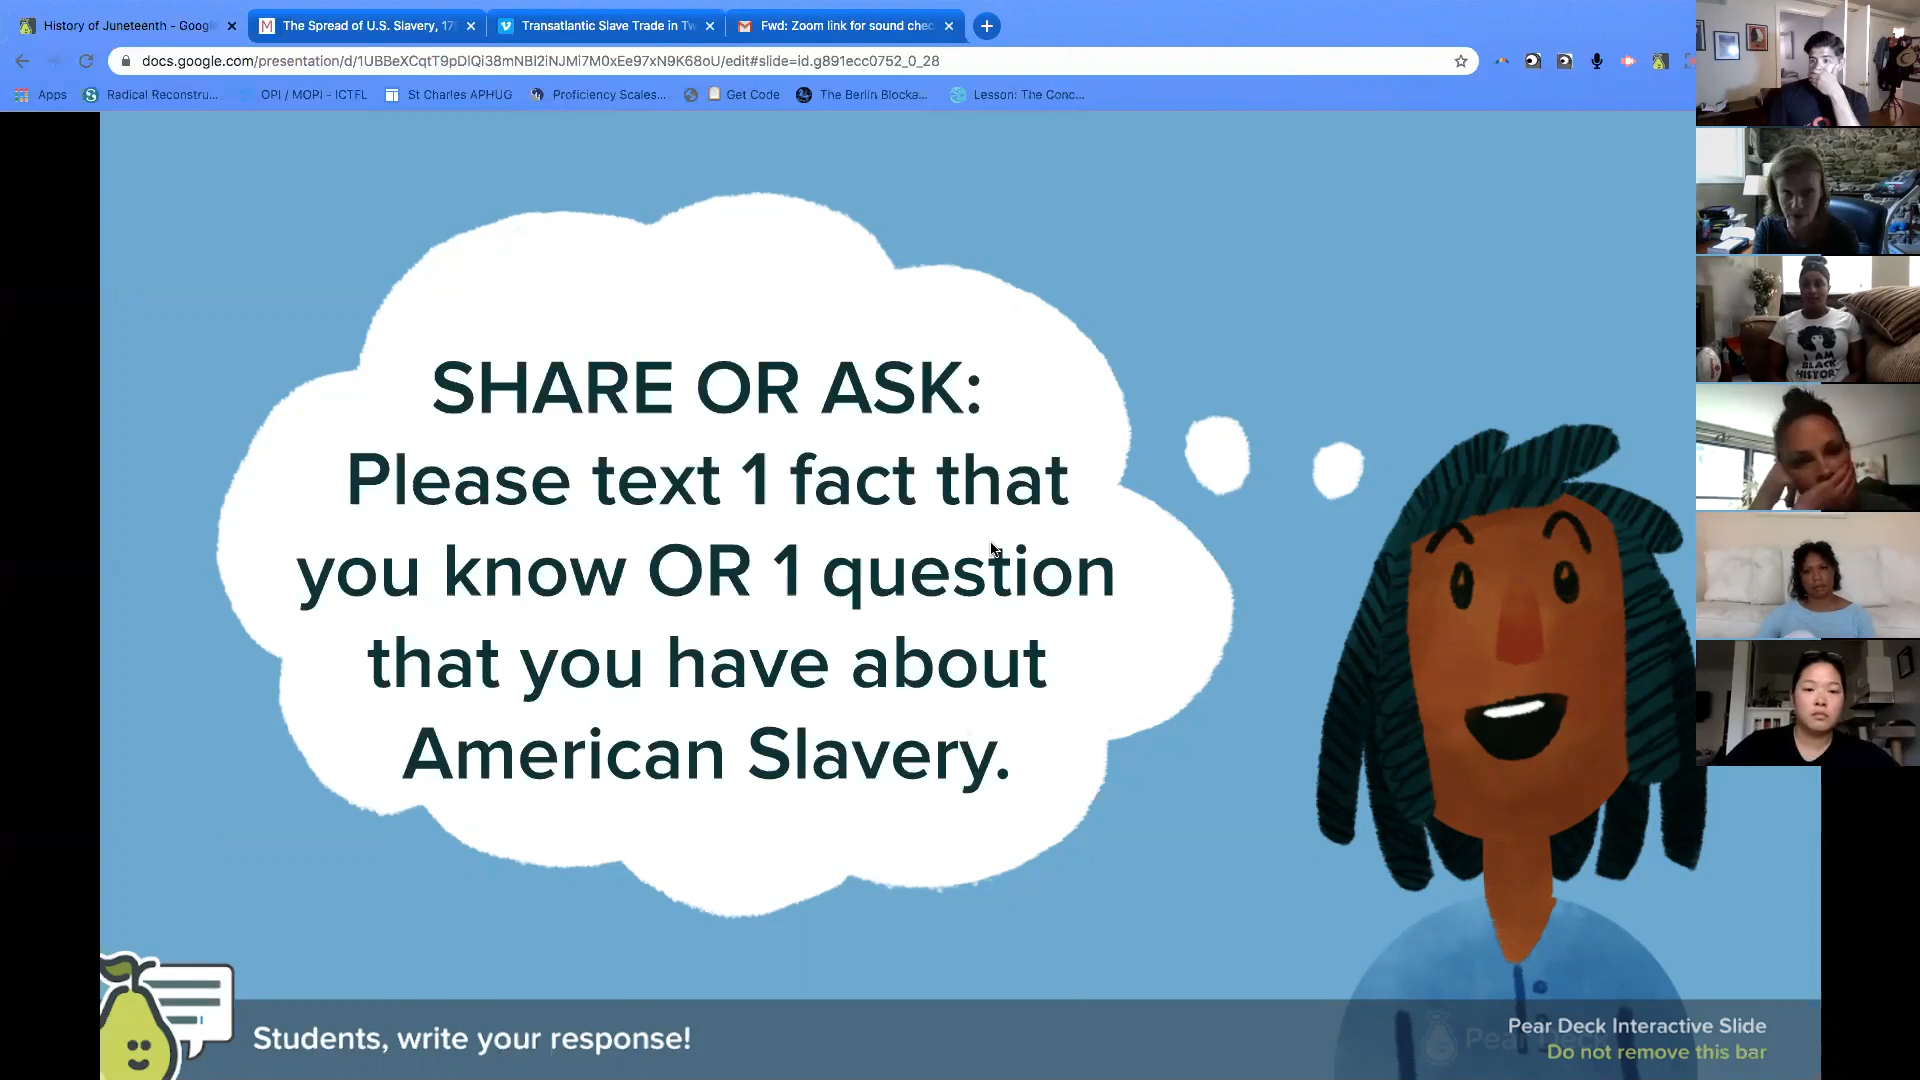 History of Juneteenth - Google
The Spread of U.S. Slavery, 179
Transatlantic Slave Trade in Tw
Fwd: Zoom link for sound chec
docs.google.com/presentation/d/1UBBeXCqtT9pDlQi38mNBl2iNJMi7M0xEe97xN9K68oU/edit#slide=id.g891ecc0752_0_28
Apps
Radical Reconstru...
OPI / MOPI - ICTFL
St Charles APHUG
Proficiency Scales...
Get Code
The Berlin Blocka...
Lesson: The Conc...
SHARE OR ASK:
Please text 1 fact that
you know OR 1 question
that you have about
American Slavery.
I AM
BLACK
HISTORY
Students, write your response!
Pear Deck Interactive Slide
Do not remove this bar
Pear Deck